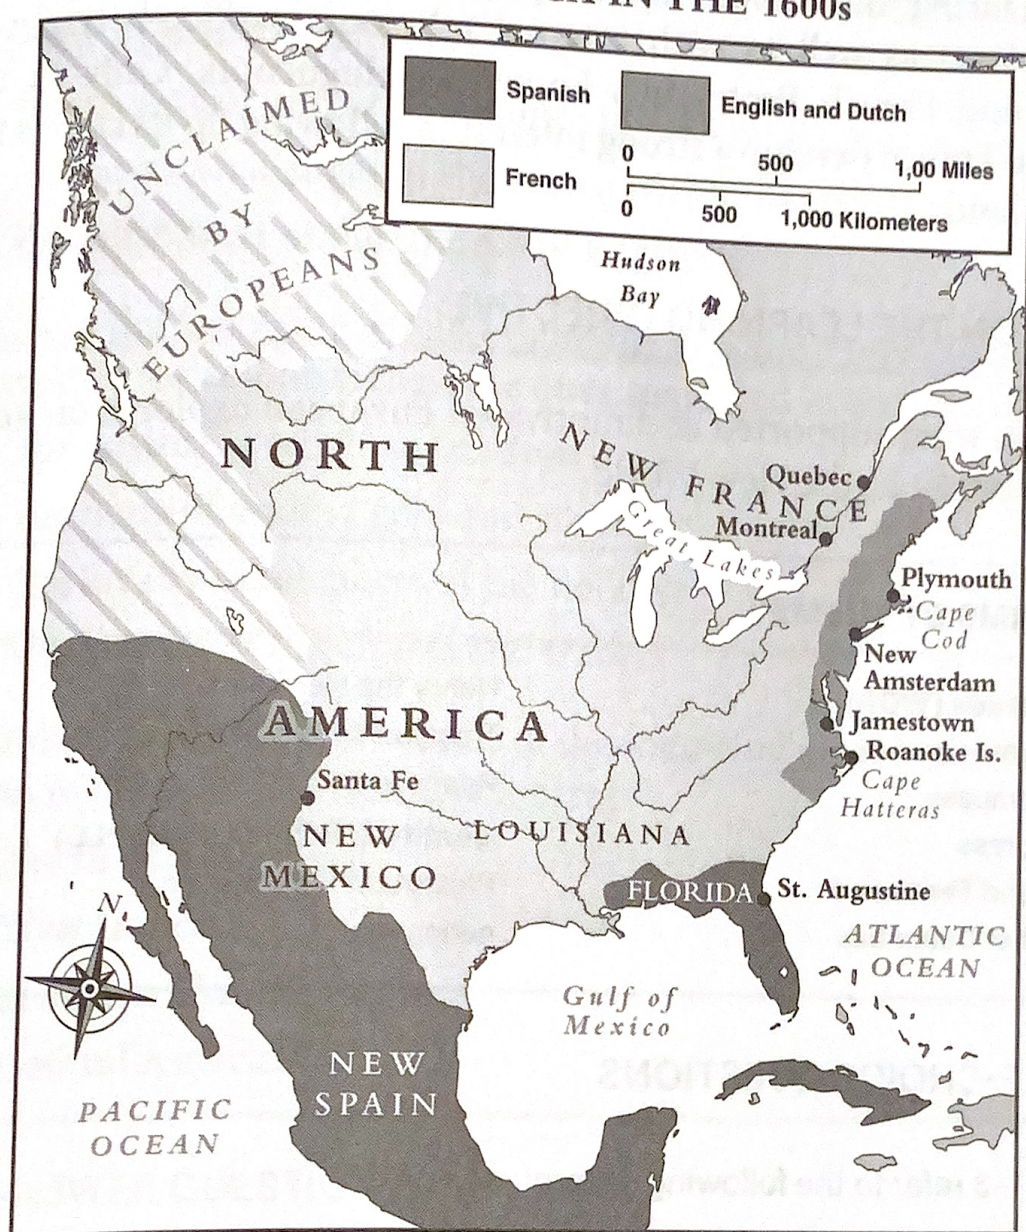 IN THE 1600s
Spanish
English and Dutch
French
0 500 1,00 Miles
0 500 1,000 Kilometers
UNCLAIMED
BY
EUROPEANS
Hudson
Bay
NORTH
NEW FRANCE
Quebec
Montreal
Great Lakes
Plymouth
Cape
Cod
New
Amsterdam
AMERICA
Jamestown
Roanoke Is.
Cape
Hatteras
Santa Fe
NEW
MEXICO
LOUISIANA
FLORIDA
St. Augustine
N
ATLANTIC
OCEAN
Gulf of
Mexico
NEW
SPAIN
PACIFIC
OCEAN